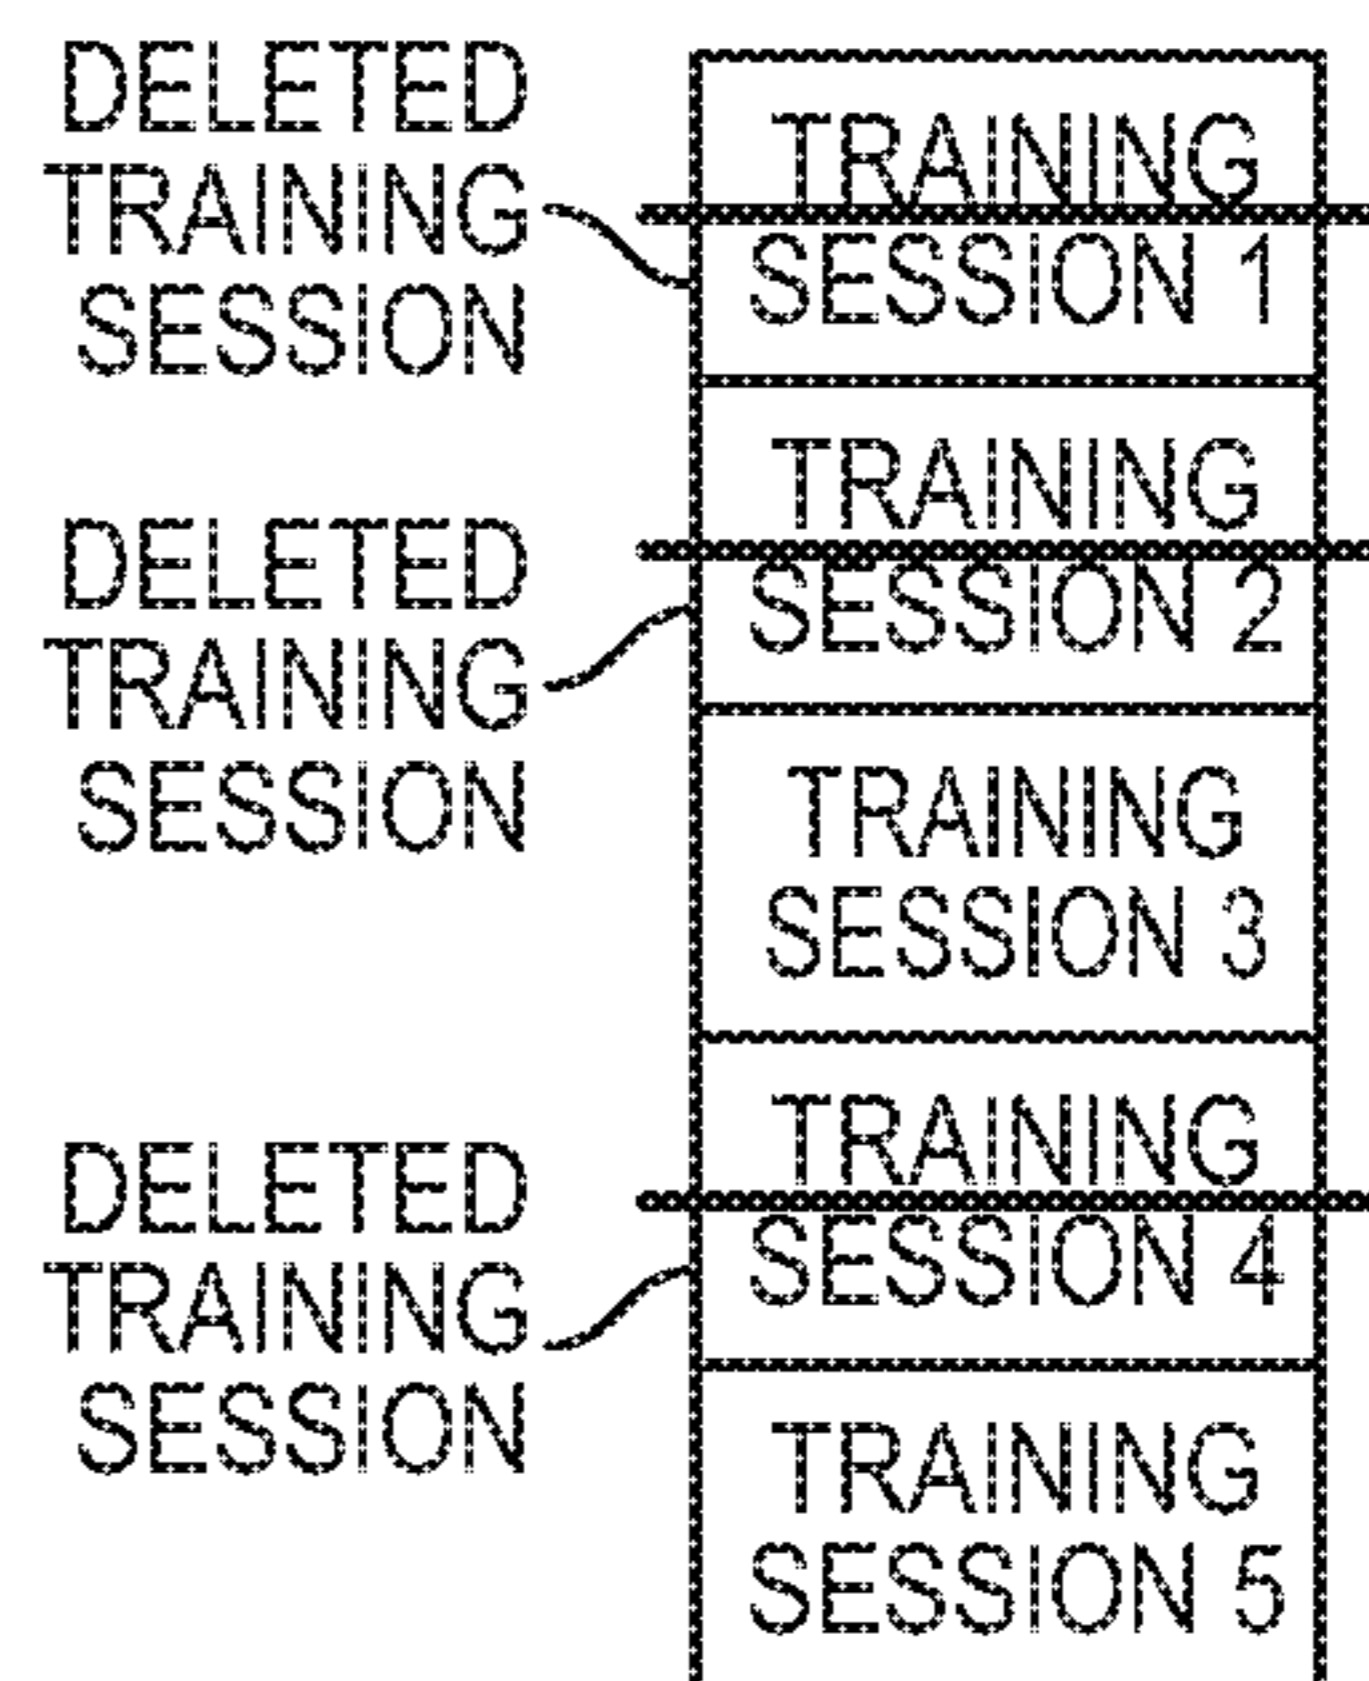 DELETED
TRAINING
SESSION
TRAINING
SESSION 1
DELETED
TRAINING
SESSION
TRAINING
SESSION 2
TRAINING
SESSION 3
DELETED
TRAINING
SESSION
TRAINING
SESSION 4
TRAINING
SESSION 5